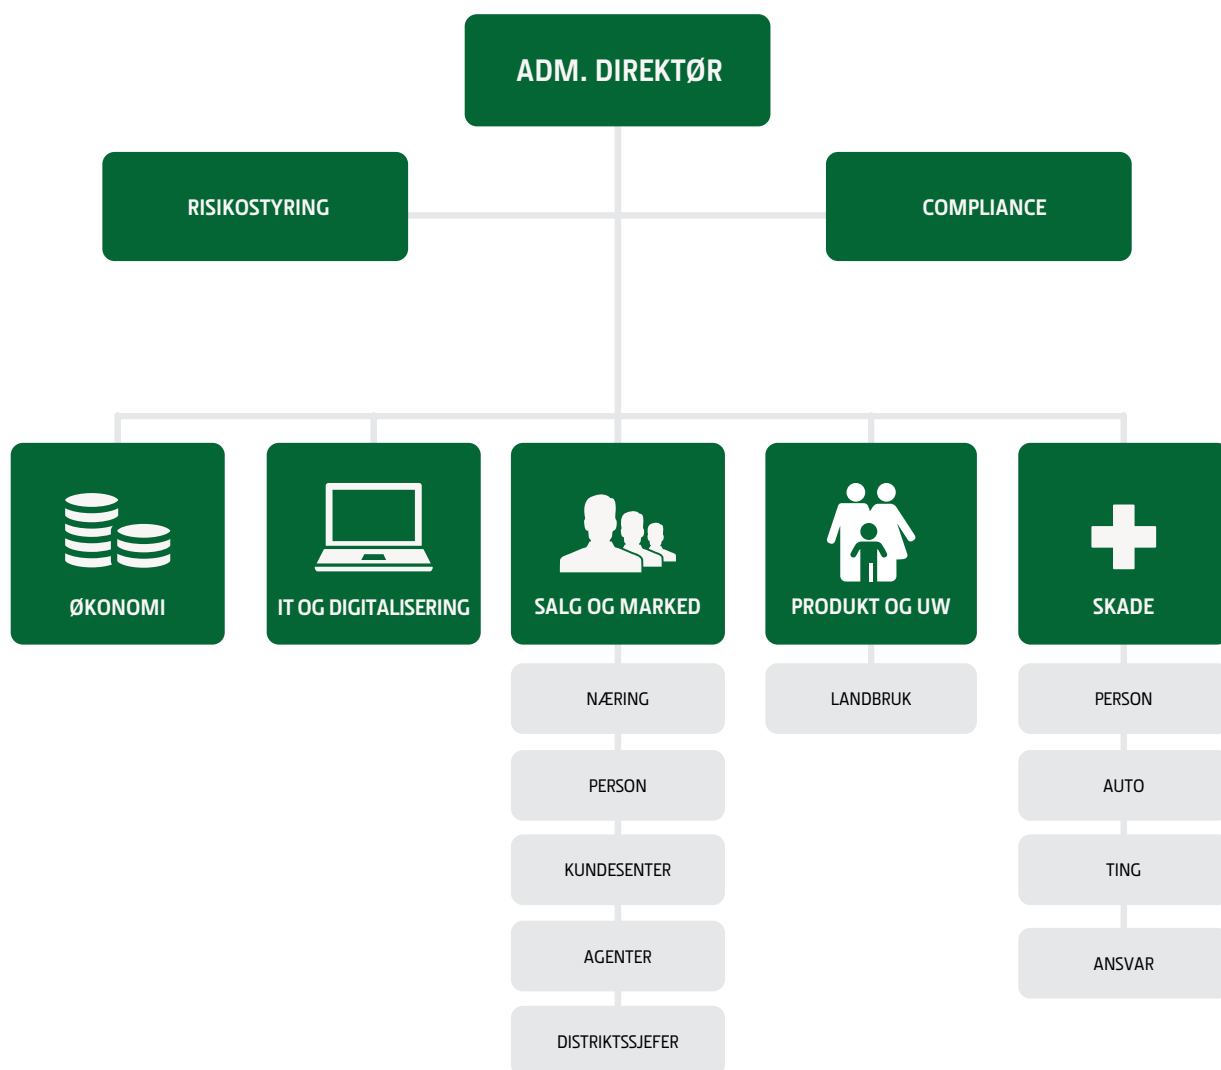 ADM. DIREKTØR
RISIKOSTYRING
COMPLIANCE
ØKONOMI
IT OG DIGITALISERING
SALG OG MARKED
PRODUKT OG UW
SKADE
NÆRING
LANDBRUK
PERSON
PERSON
AUTO
KUNDESENTER
TING
AGENTER
ANSVAR
DISTRIKTSSJEFER